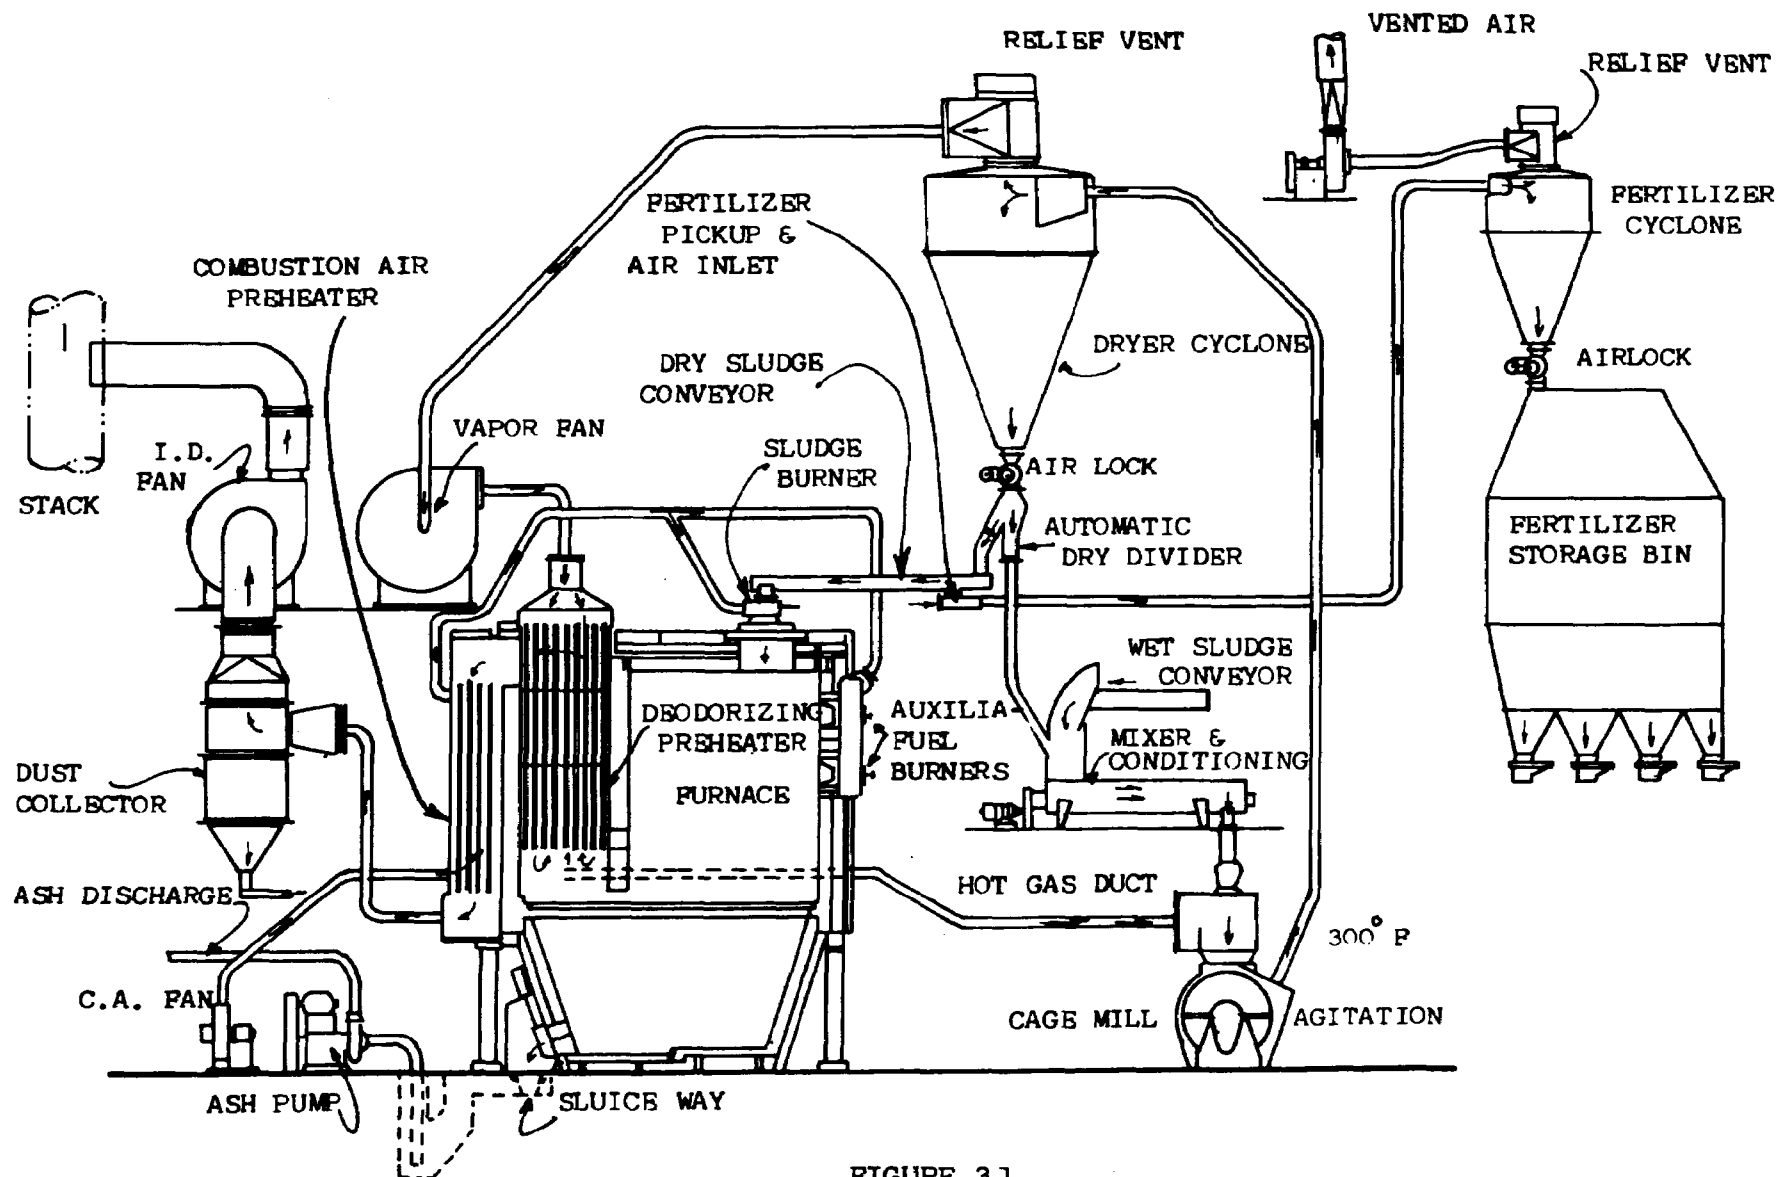 VENTED AIR
RELIEF VENT
RELIEF VENT
FERTILIZER
PICKUP &
AIR INLET
FERTILIZER
CYCLONE
COMBUSTION AIR
PREHEATER
DRYER CYCLONE
AIRLOCK
DRY SLUDGE
CONVEYOR
VAPOR FAN
SLUDGE
BURNER
I.D.
FAN
AIR LOCK
STACK
AUTOMATIC
DRY DIVIDER
FERTILIZER
STORAGE BIN
WET SLUDGE
CONVEYOR
DEODORIZING
PREHEATER
AUXILIA
FUEL
BURNERS
MIXER &
CONDITIONING
DUST
COLLECTOR
FURNACE
ASH DISCHARGE
HOT GAS DUCT
300° F
C.A. FAN
CAGE MILL
AGITATION
ASH PUMP
SLUICE WAY
FIGURE 31